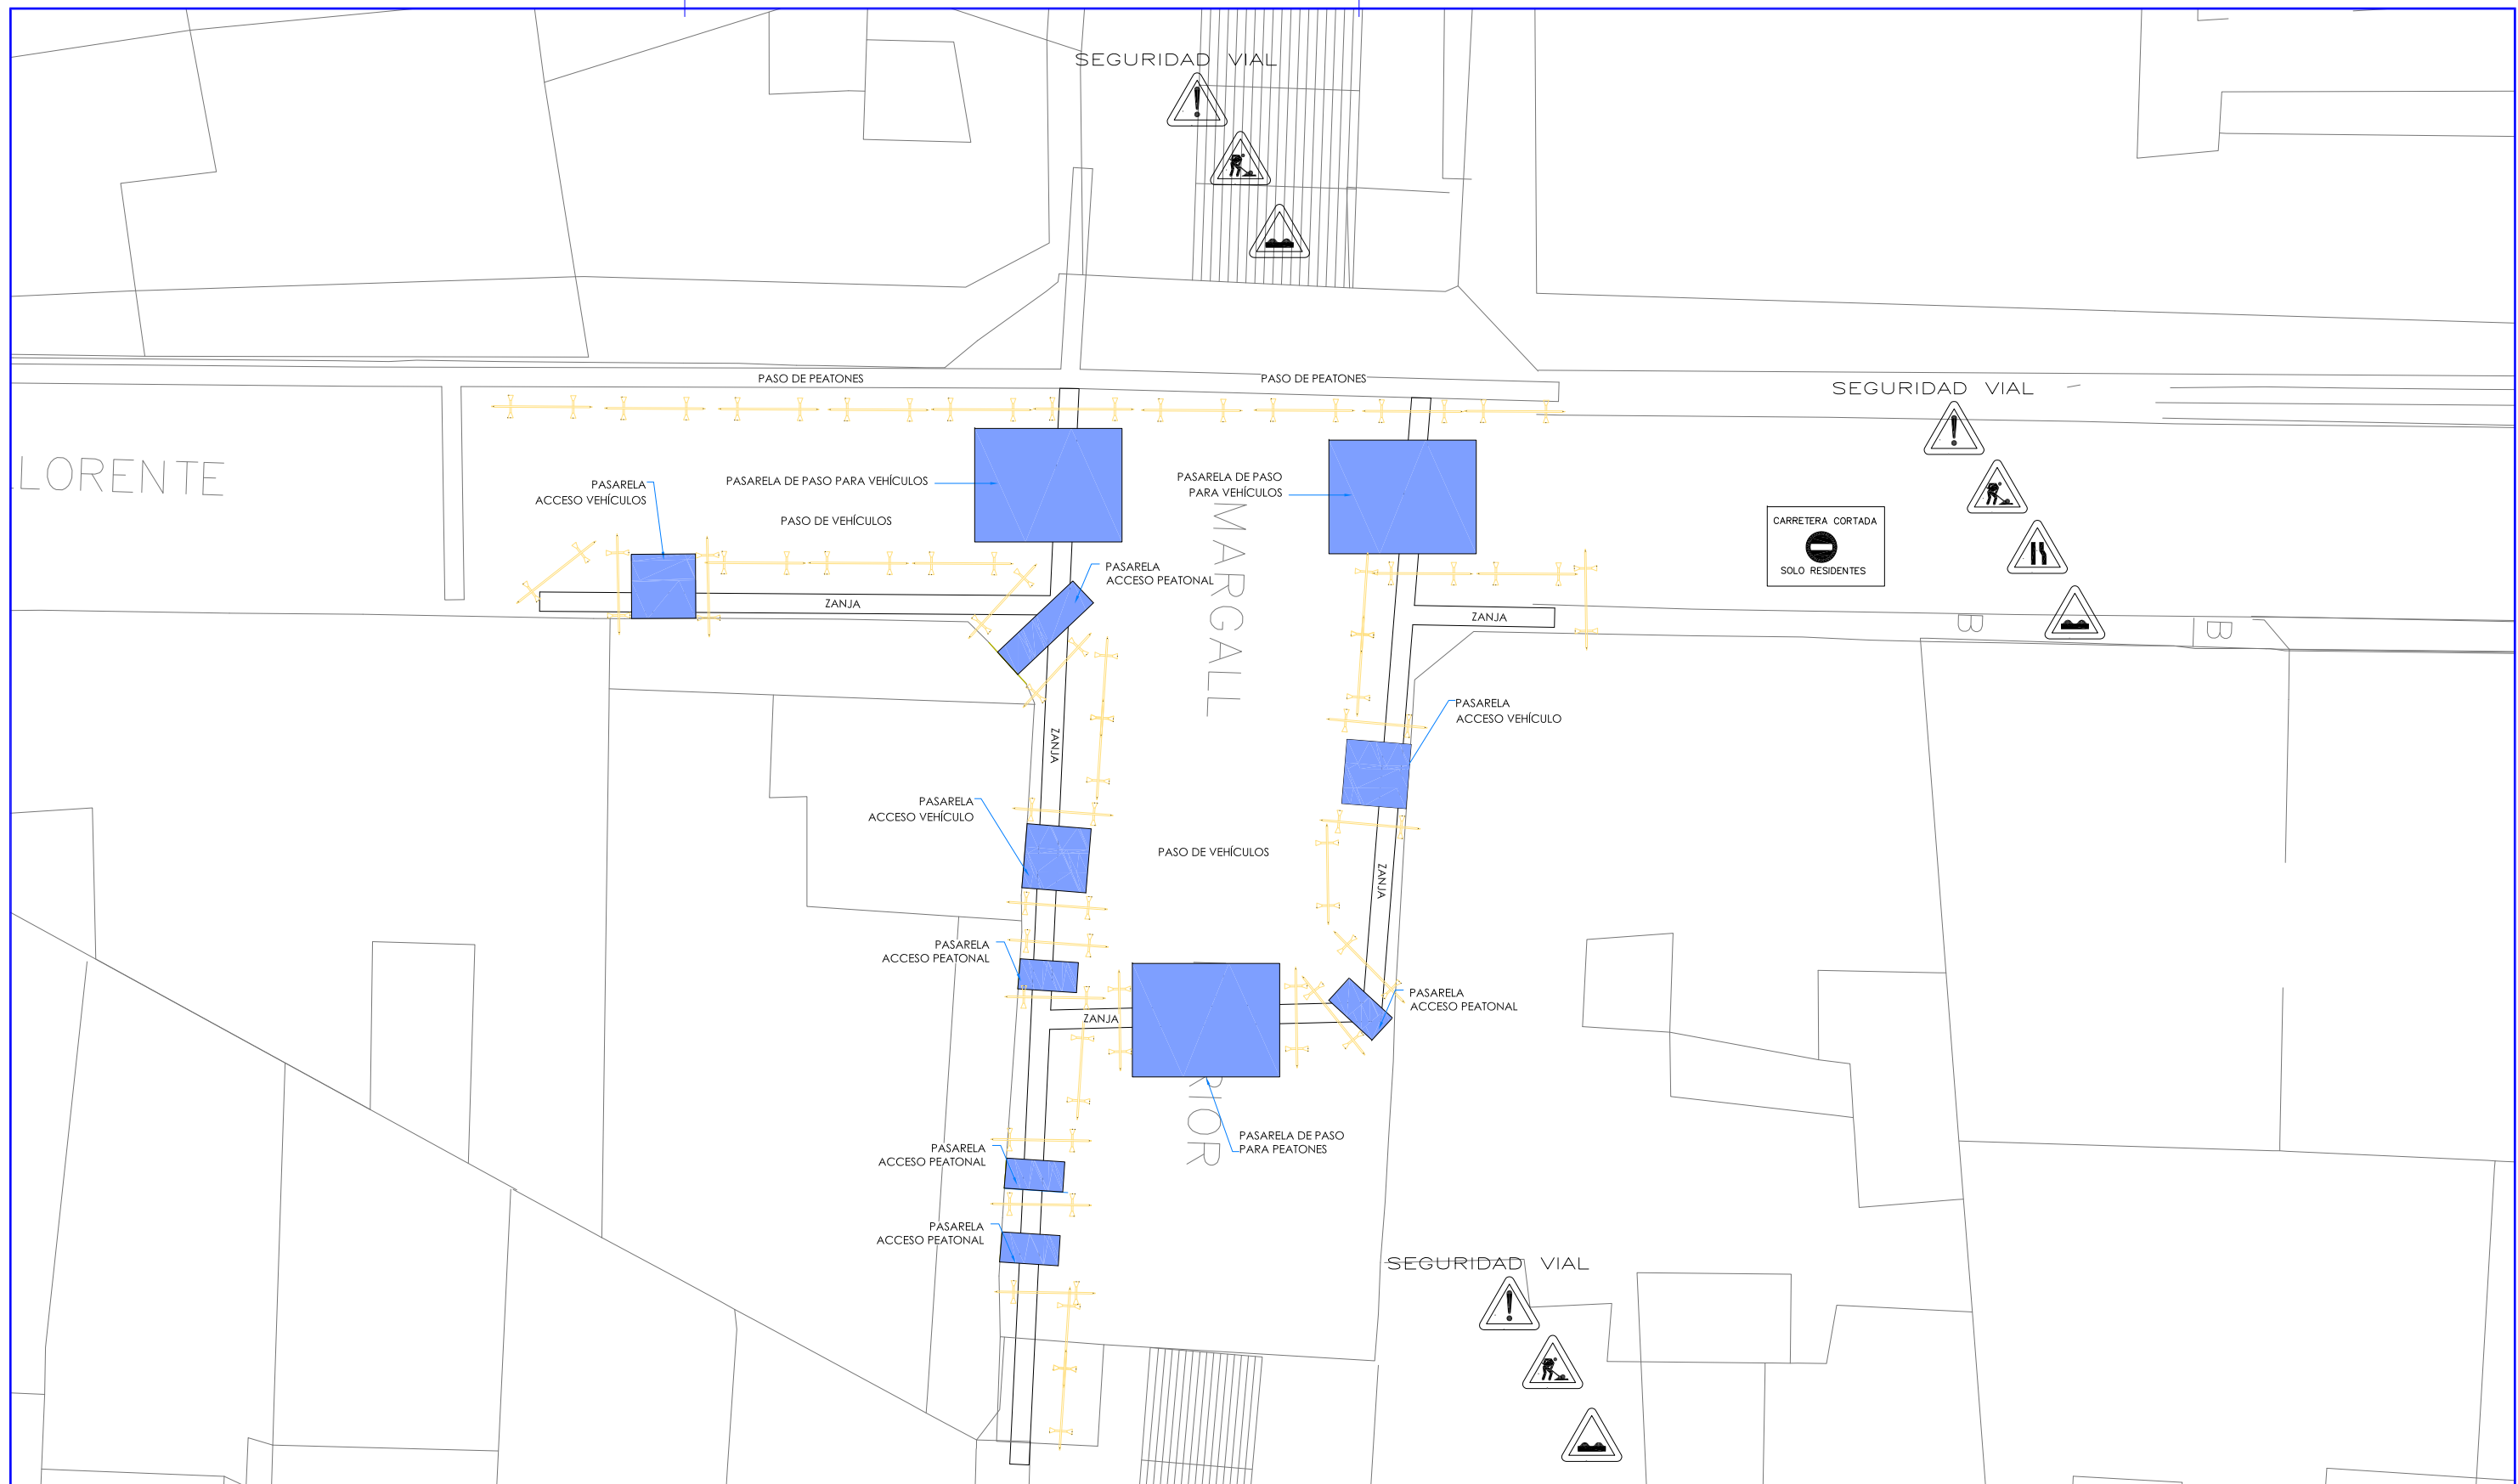 SEGURIDAD VIAL
PASO DE PEATONES
PASO DE PEATONES
SEGURIDAD VIAL
LORENTE
PASARELA
ACCESO VEHÍCULOS
PASARELA DE PASO PARA VEHÍCULOS
PASARELA DE PASO
PARA VEHÍCULOS
PASO DE VEHÍCULOS
CARRETERA CORTADA
SOLO RESIDENTES
MARGALL
PASARELA
ACCESO PEATONAL
ZANJA
ZANJA
B
B
ZANJA
PASARELA
ACCESO VEHÍCULO
PASARELA
ACCESO VEHÍCULO
PASO DE VEHÍCULOS
ZANJA
PASARELA
ACCESO PEATONAL
PASARELA
ACCESO PEATONAL
ZANJA
RIOR
PASARELA DE PASO
PARA PEATONES
PASARELA
ACCESO PEATONAL
PASARELA
ACCESO PEATONAL
SEGURIDAD VIAL